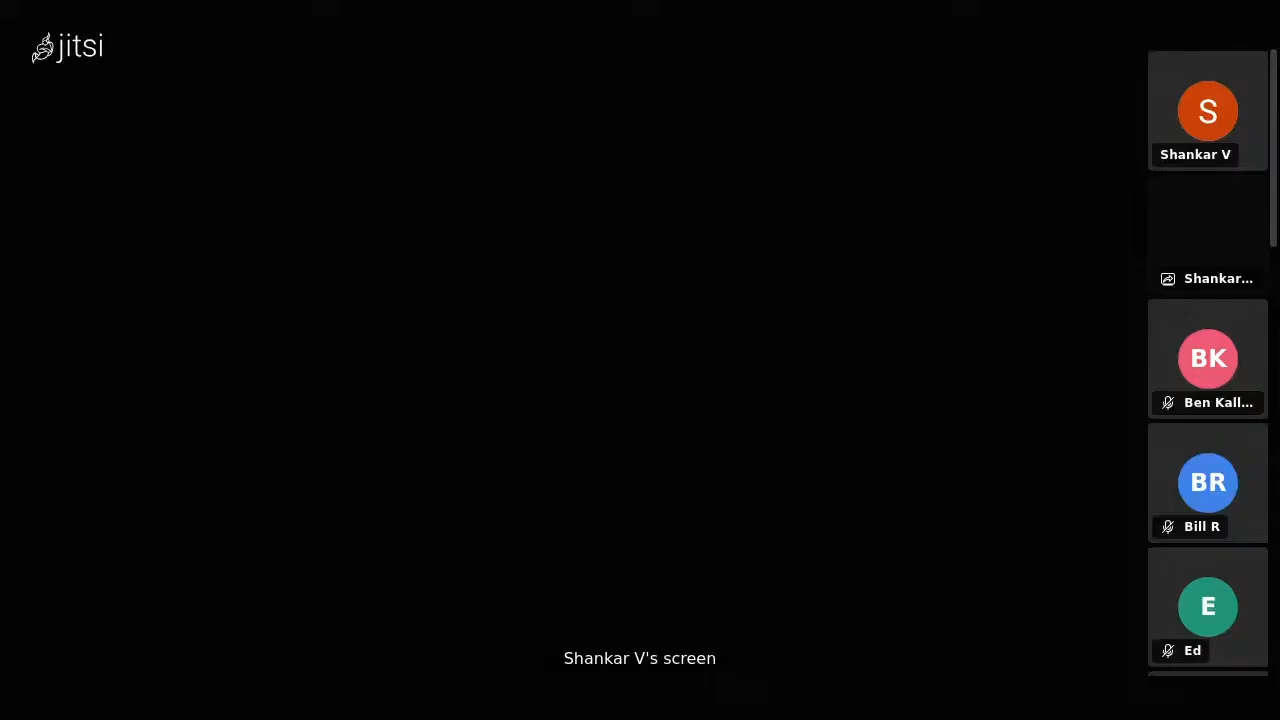 jitsi
S
Shankar V
Shankar...
BK
Ben Kall...
BR
Bill R
E
Ed
Shankar V's screen